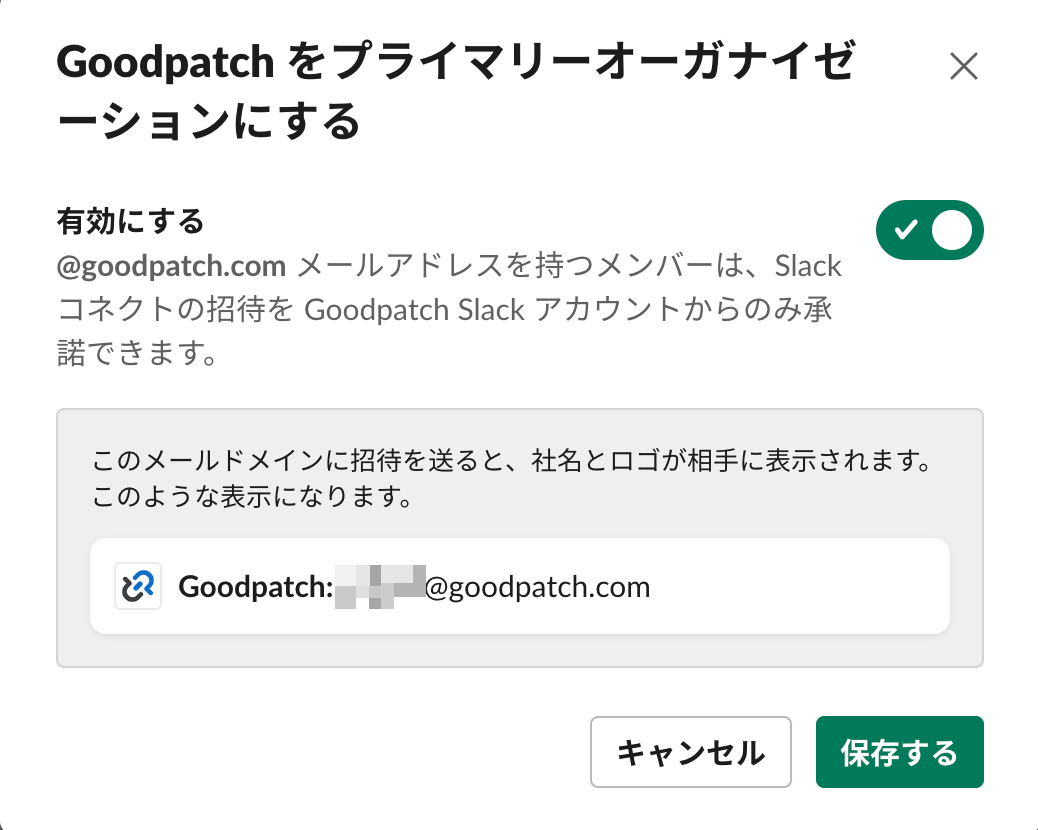 Goodpatch をプライマリーオーガナイゼ
ーションにする
有効にする
@goodpatch.com メールアドレスを持つメンバーは、Slack
コネクトの招待を Goodpatch Slack アカウントからのみ承
諾できます。
このメールドメインに招待を送ると、社名とロゴが相手に表示されます。
このような表示になります。
Goodpatch: @goodpatch.com
キャンセル
保存する